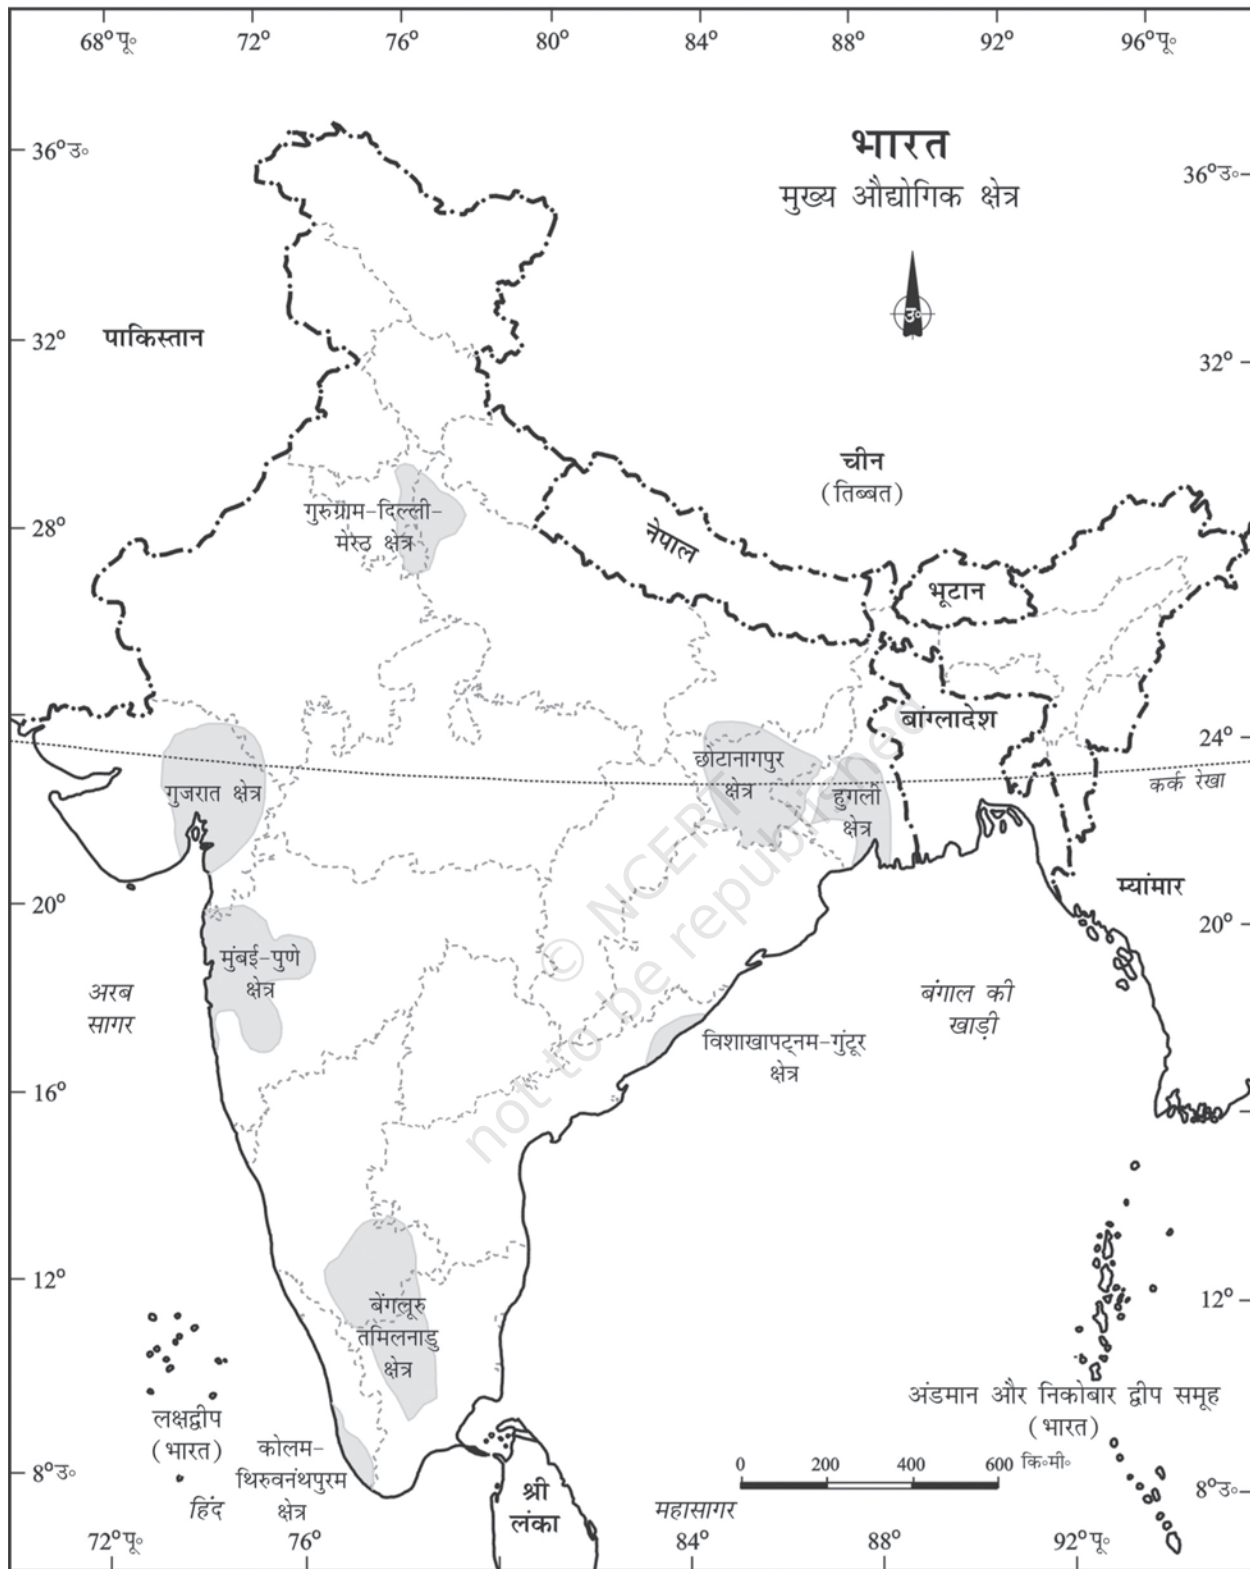 68°पू॰ 72° 76° 80° 84° 88° 92° 96°पू॰
भारत
मुख्य औद्योगिक क्षेत्र
36°उ॰
36°उ॰
उ॰
32°
पाकिस्तान
32°
चीन
(तिब्बत)
28°
गुरुग्राम-दिल्ली-
मेरठ क्षेत्र
नेपाल
भूटान
बांग्लादेश
24°
कर्क रेखा
गुजरात क्षेत्र
छोटानागपुर
क्षेत्र
हुगली
क्षेत्र
म्यांमार
20°
20°
मुंबई-पुणे
क्षेत्र
अरब
सागर
बंगाल की
खाड़ी
विशाखापट्नम-गुंटूर
क्षेत्र
© NCERT
not to be republished
16°
12°
12°
बेंगलूरु
तमिलनाडु
क्षेत्र
लक्षद्वीप
(भारत)
अंडमान और निकोबार द्वीप समूह
(भारत)
कोलम-
थिरुवनंथपुरम
क्षेत्र
0 200 400 600 कि॰मी॰
8°उ॰
8°उ॰
हिंद
महासागर
श्री
लंका
72°पू॰ 76° 84° 88° 92°पू॰